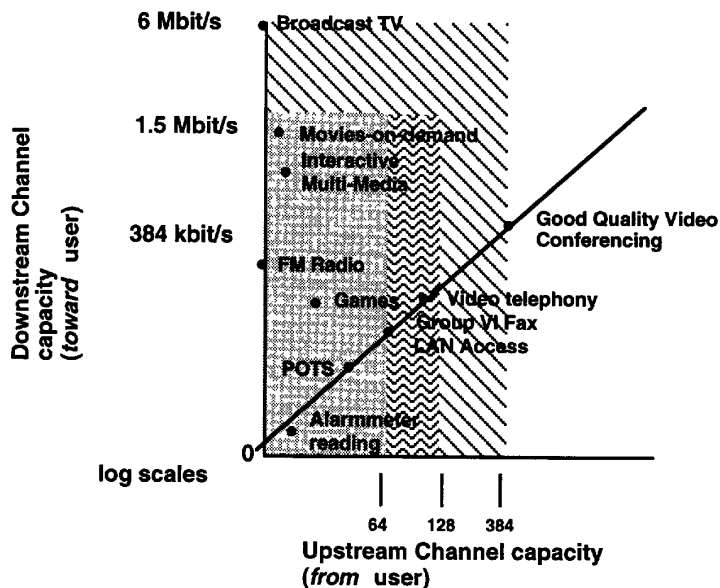 6 Mbit/s
Broadcast TV
1.5 Mbit/s
Movies-on-demand
Interactive
Multi-Media
Downstream Channel
capacity
(toward user)
384 kbit/s
Good Quality Video
Conferencing
FM Radio
Games
Video telephony
Group VI Fax
LAN Access
POTS
Alarmmeter
reading
0
log scales
64
128
384
Upstream Channel capacity
(from user)